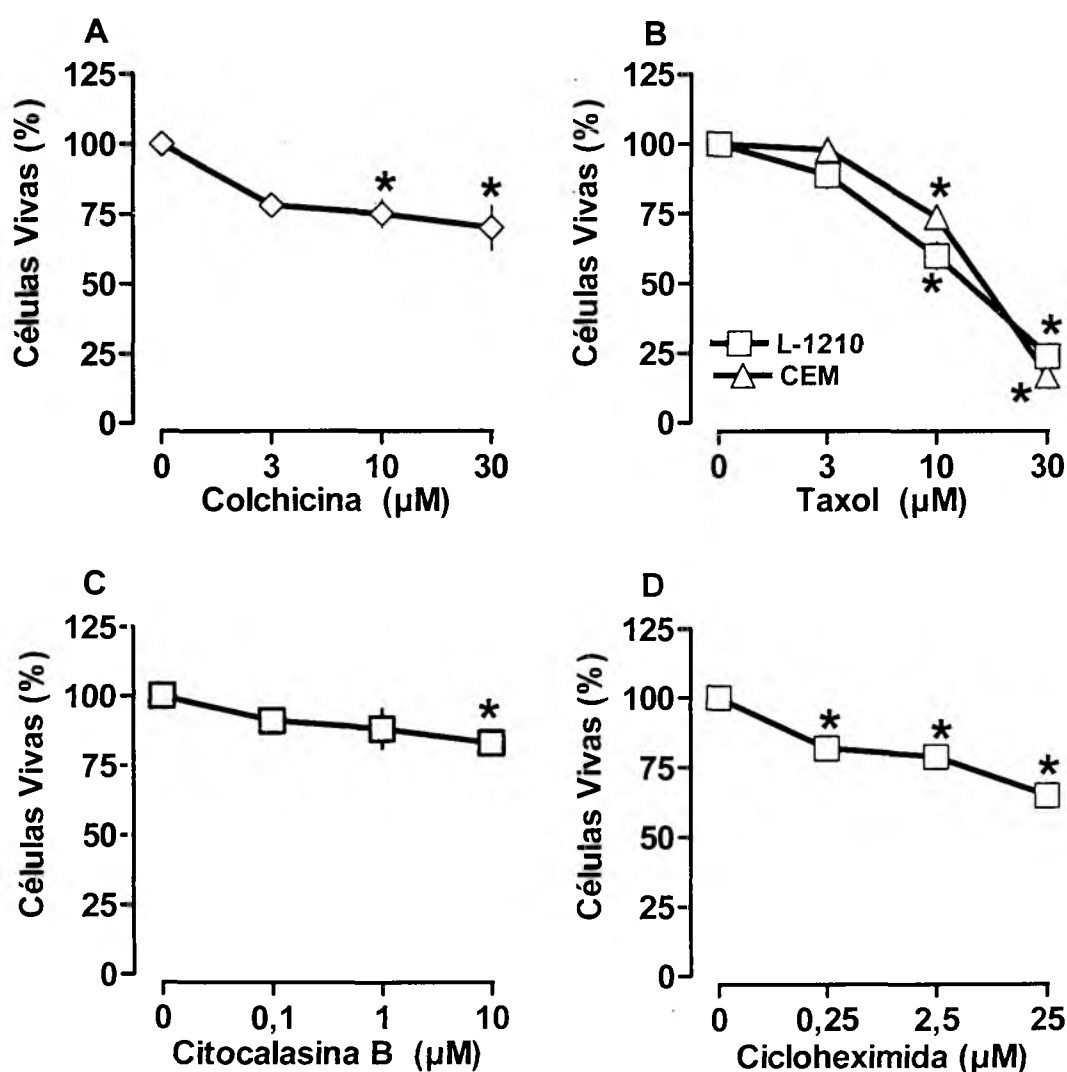 A
Células Vivas (%)
125
100
75
50
25
0
*
*
0 3 10 30
Colchicina (µM)
B
Células Vivas (%)
125
100
75
50
25
0
*
*
*
*
L-1210
CEM
0 3 10 30
Taxol (µM)
C
Células Vivas (%)
125
100
75
50
25
0
*
0 0,1 1 10
Citocalasina B (µM)
D
Células Vivas (%)
125
100
75
50
25
0
*
*
*
0 0,25 2,5 25
Cicloheximida (µM)